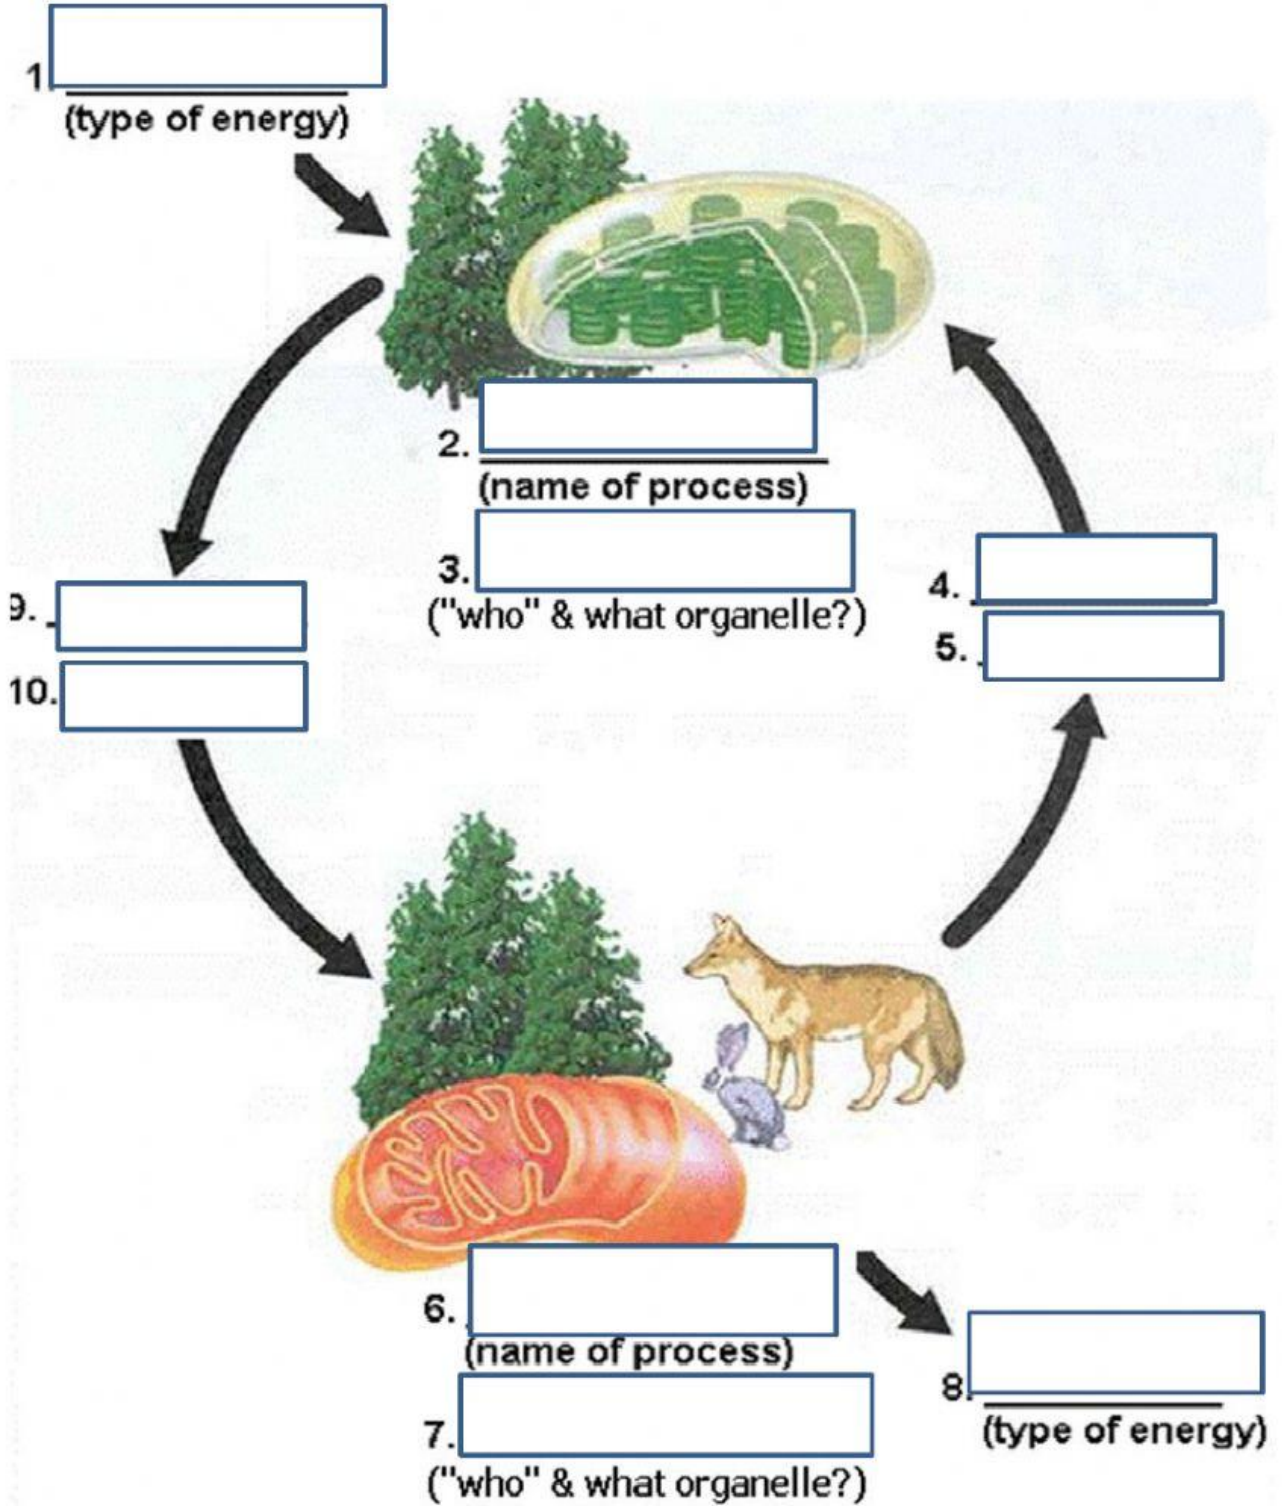 1
(type of energy)
2.
(name of process)
3.
("who" & what organelle?)
4.
5.
9.
10.
6.
(name of process)
7.
("who" & what organelle?)
8.
(type of energy)